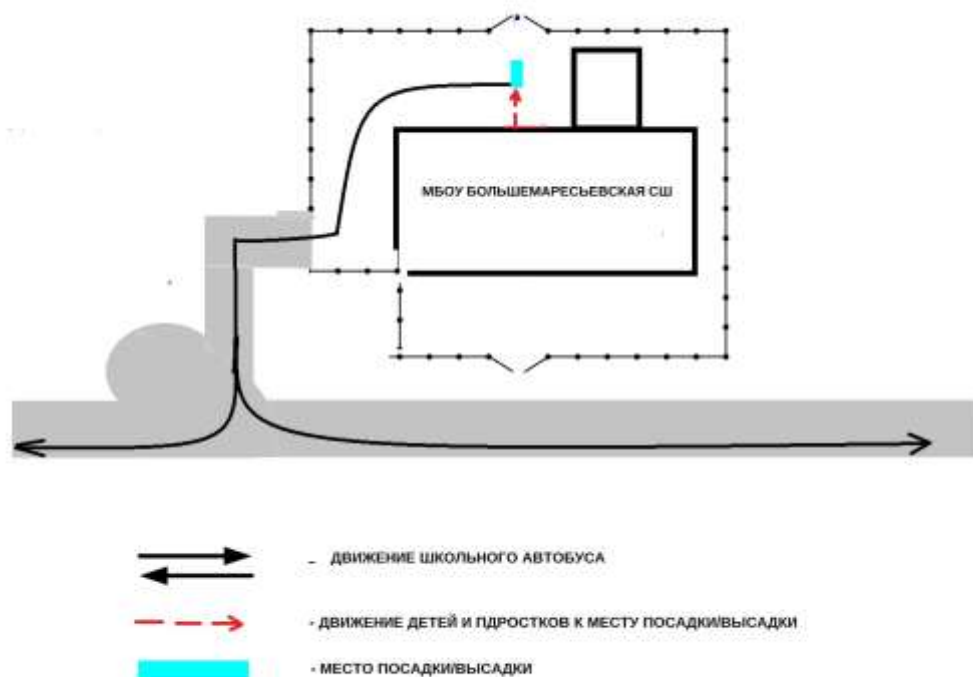 МБОУ БОЛЬШЕМАРЕСЬЕВСКАЯ СШ
- ДВИЖЕНИЕ ШКОЛЬНОГО АВТОБУСА
- ДВИЖЕНИЕ ДЕТЕЙ И ПДРОСТКОВ К МЕСТУ ПОСАДКИ/ВЫСАДКИ
- МЕСТО ПОСАДКИ/ВЫСАДКИ